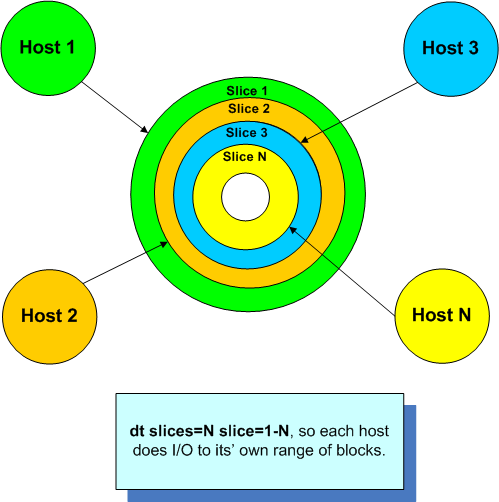 Host 1
Host 3
Slice 1
Slice 2
Slice 3
Slice N
Host 2
Host N
dt slices=N slice=1-N, so each host
does I/O to its' own range of blocks.